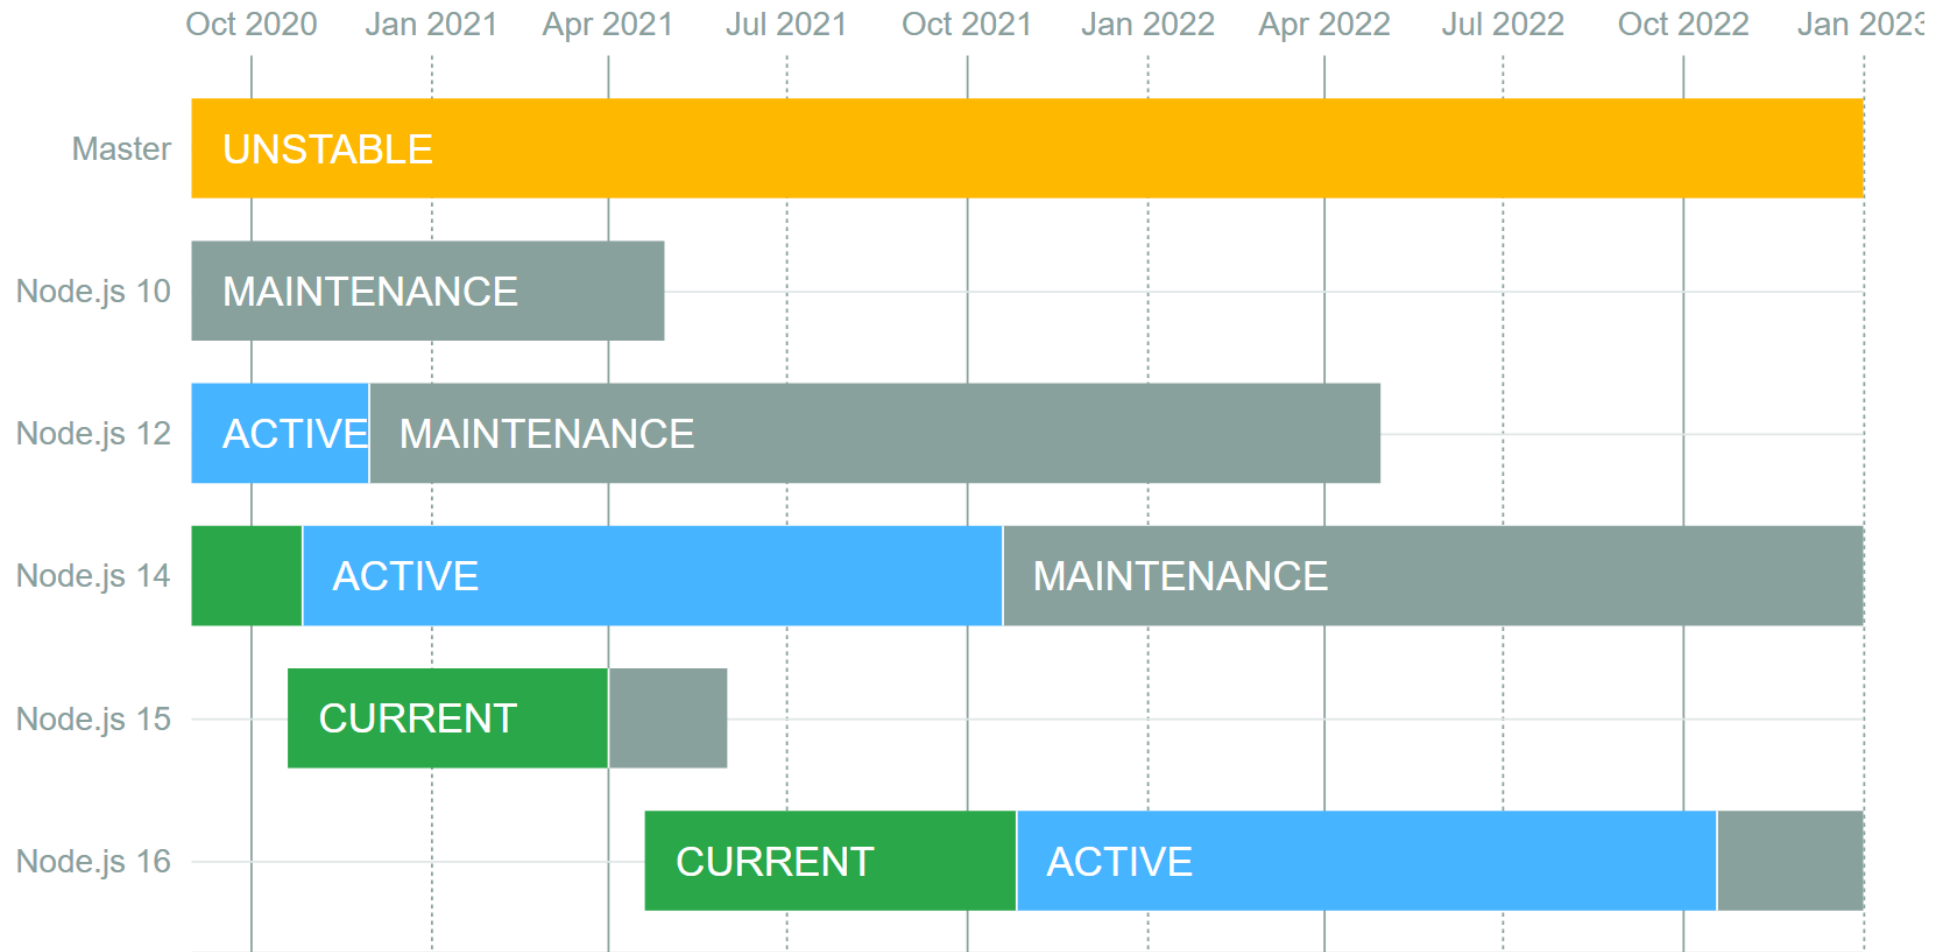 Oct 2020 Jan 2021 Apr 2021 Jul 2021 Oct 2021 Jan 2022 Apr 2022 Jul 2022 Oct 2022 Jan 2023
Master UNSTABLE
Node.js 10 MAINTENANCE
Node.js 12 ACTIVE MAINTENANCE
Node.js 14 ACTIVE MAINTENANCE
Node.js 15 CURRENT
Node.js 16 CURRENT ACTIVE